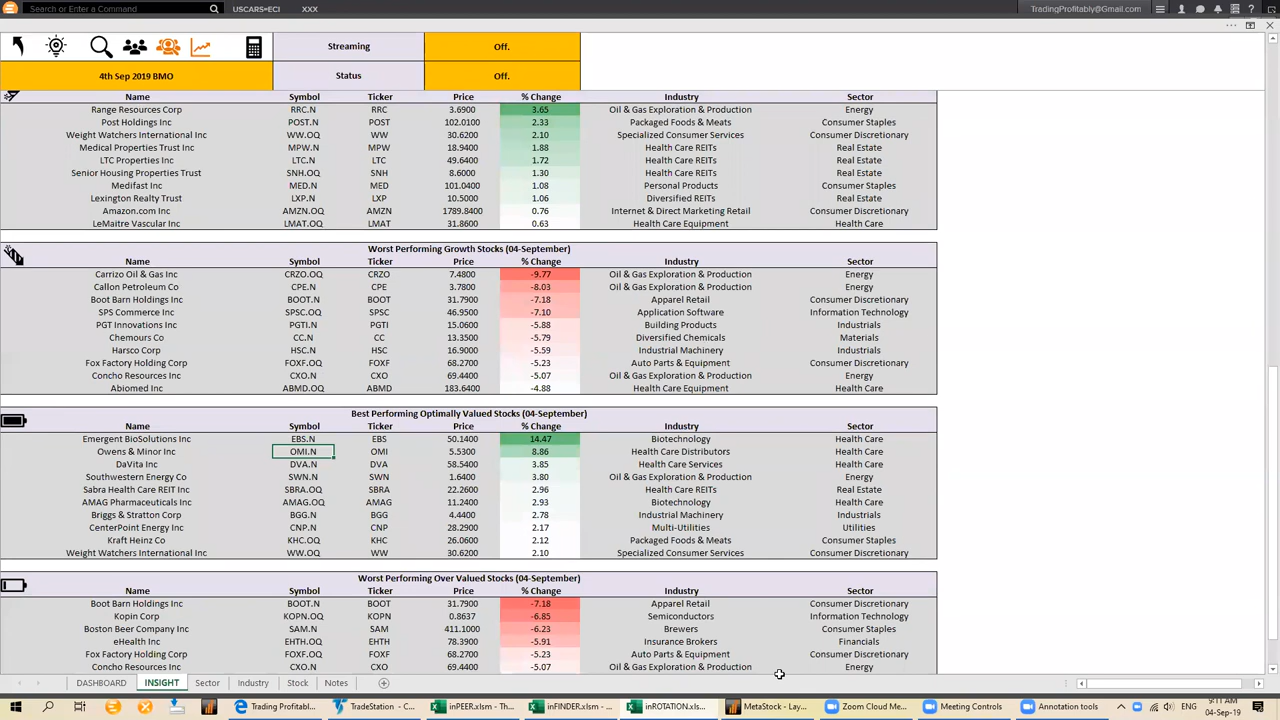 Search or Enter a Command USCARS=ECI XXX TradingProfitably@Gmail.com
Streaming Off.
4th Sep 2019 BMO Status Off.
Name Symbol Ticker Price % Change Industry Sector
Range Resources Corp RRC.N RRC 3.6900 3.65 Oil & Gas Exploration & Production Energy
Post Holdings Inc POST.N POST 102.0100 2.33 Packaged Foods & Meats Consumer Staples
Weight Watchers International Inc WW.OQ WW 30.6200 2.10 Specialized Consumer Services Consumer Discretionary
Medical Properties Trust Inc MPW.N MPW 18.9400 1.88 Health Care REITs Real Estate
LTC Properties Inc LTC.N LTC 49.6400 1.72 Health Care REITs Real Estate
Senior Housing Properties Trust SNH.OQ SNH 8.6000 1.30 Health Care REITs Real Estate
Medifast Inc MED.N MED 101.0400 1.08 Personal Products Consumer Staples
Lexington Realty Trust LXP.N LXP 10.5000 1.06 Diversified REITs Real Estate
Amazon.com Inc AMZN.OQ AMZN 1789.8400 0.76 Internet & Direct Marketing Retail Consumer Discretionary
LeMaitre Vascular Inc LMAT.OQ LMAT 31.8600 0.63 Health Care Equipment Health Care
Worst Performing Growth Stocks (04-September)
Name Symbol Ticker Price % Change Industry Sector
Carrizo Oil & Gas Inc CRZO.OQ CRZO 7.4800 -9.77 Oil & Gas Exploration & Production Energy
Callon Petroleum Co CPE.N CPE 3.7800 -8.03 Oil & Gas Exploration & Production Energy
Boot Barn Holdings Inc BOOT.N BOOT 31.7900 -7.18 Apparel Retail Consumer Discretionary
SPS Commerce Inc SPSC.OQ SPSC 46.9500 -7.10 Application Software Information Technology
PGT Innovations Inc PGTI.N PGTI 15.0600 -5.88 Building Products Industrials
Chemours Co CC.N CC 13.3500 -5.79 Diversified Chemicals Materials
Harsco Corp HSC.N HSC 16.9000 -5.59 Industrial Machinery Industrials
Fox Factory Holding Corp FOXF.OQ FOXF 68.2700 -5.23 Auto Parts & Equipment Consumer Discretionary
Concho Resources Inc CXO.N CXO 69.4400 -5.07 Oil & Gas Exploration & Production Energy
Abiomed Inc ABMD.OQ ABMD 183.6400 -4.88 Health Care Equipment Health Care
Best Performing Optimally Valued Stocks (04-September)
Name Symbol Ticker Price % Change Industry Sector
Emergent BioSolutions Inc EBS.N EBS 50.1400 14.47 Biotechnology Health Care
Owens & Minor Inc OMI.N OMI 5.5300 8.86 Health Care Distributors Health Care
DaVita Inc DVA.N DVA 58.5400 3.85 Health Care Services Health Care
Southwestern Energy Co SWN.N SWN 1.6400 3.80 Oil & Gas Exploration & Production Energy
Sabra Health Care REIT Inc SBRA.OQ SBRA 22.2600 2.96 Health Care REITs Real Estate
AMAG Pharmaceuticals Inc AMAG.OQ AMAG 11.2400 2.93 Biotechnology Health Care
Briggs & Stratton Corp BGG.N BGG 4.4400 2.78 Industrial Machinery Industrials
CenterPoint Energy Inc CNP.N CNP 28.2900 2.17 Multi-Utilities Utilities
Kraft Heinz Co KHC.OQ KHC 26.0600 2.12 Packaged Foods & Meats Consumer Staples
Weight Watchers International Inc WW.OQ WW 30.6200 2.10 Specialized Consumer Services Consumer Discretionary
Worst Performing Over Valued Stocks (04-September)
Name Symbol Ticker Price % Change Industry Sector
Boot Barn Holdings Inc BOOT.N BOOT 31.7900 -7.18 Apparel Retail Consumer Discretionary
Kopin Corp KOPN.OQ KOPN 0.8637 -6.85 Semiconductors Information Technology
Boston Beer Company Inc SAM.N SAM 411.1000 -6.23 Brewers Consumer Staples
eHealth Inc EHTH.OQ EHTH 78.3900 -5.91 Insurance Brokers Financials
Fox Factory Holding Corp FOXF.OQ FOXF 68.2700 -5.23 Auto Parts & Equipment Consumer Discretionary
Concho Resources Inc CXO.N CXO 69.4400 -5.07 Oil & Gas Exploration & Production Energy
DASHBOARD INSIGHT Sector Industry Stock Notes
Trading Profitabl... TradeStation - C... inPEER.xlsm - ... inFINDER.xlsm - ... inROTATION.xls... MetaStock - Lay... Zoom Cloud Me... Meeting Controls Annotation tools 9:11 AM
04-Sep-19